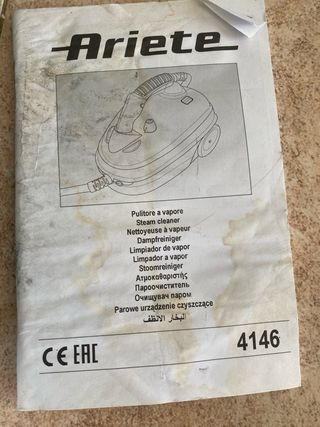 Ariete
Pulitore a vapore
Steam cleaner
Nettoyeuse à vapeur
Dampfreiniger
Limpiador de vapor
Limpador a vapor
Stoomreiniger
Ατμοκαθαριστής
Пароочиститель
Очищувач паром
Parowe urządzenie czyszczące
البخار الانظف
CE EAC
4146